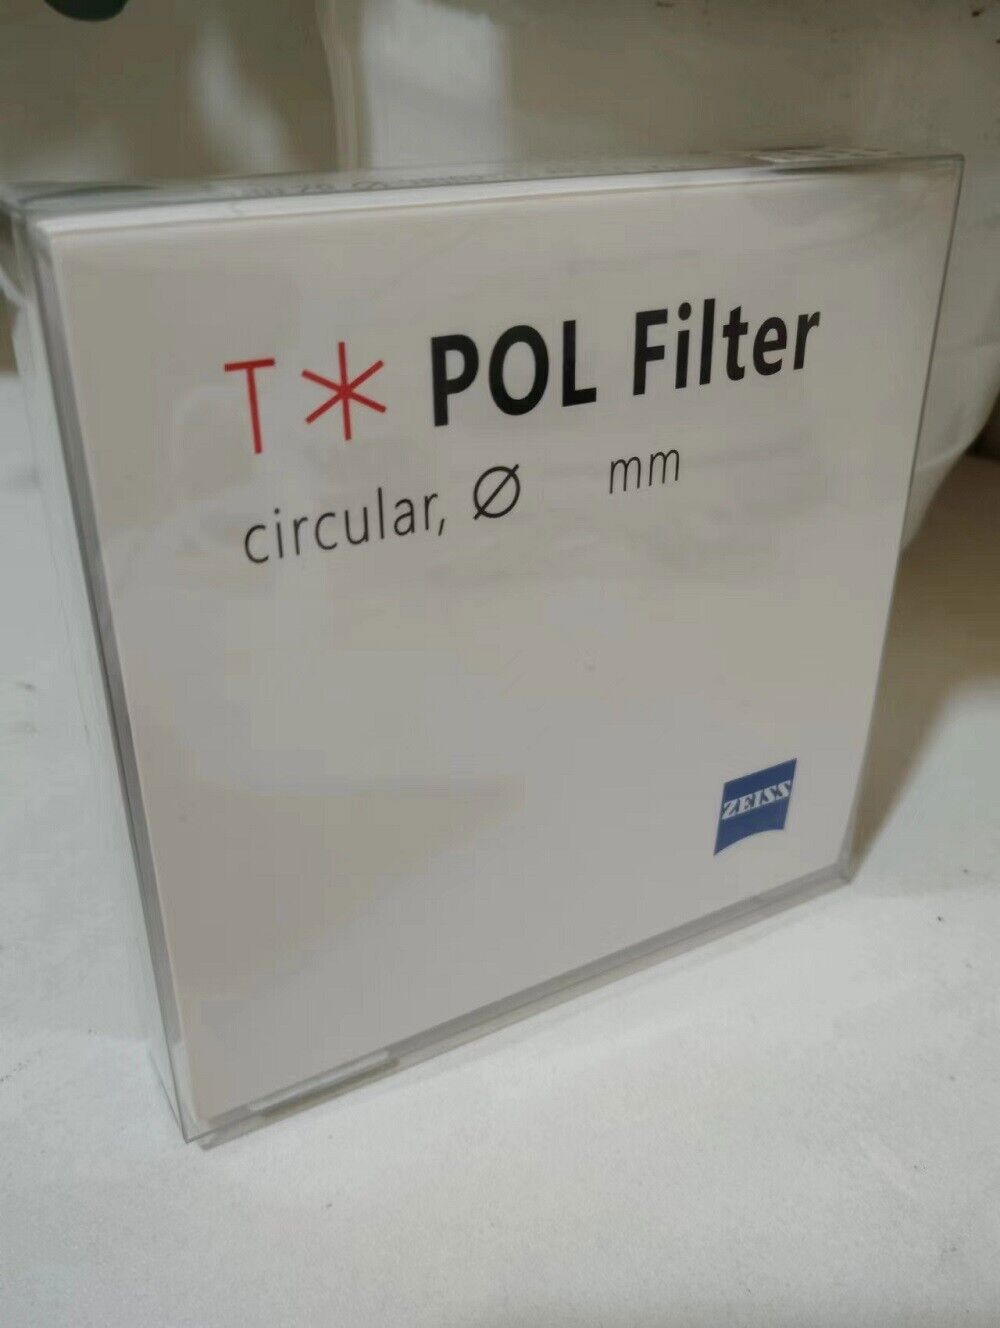 T* POL Filter
circular, Ø mm
ZEISS